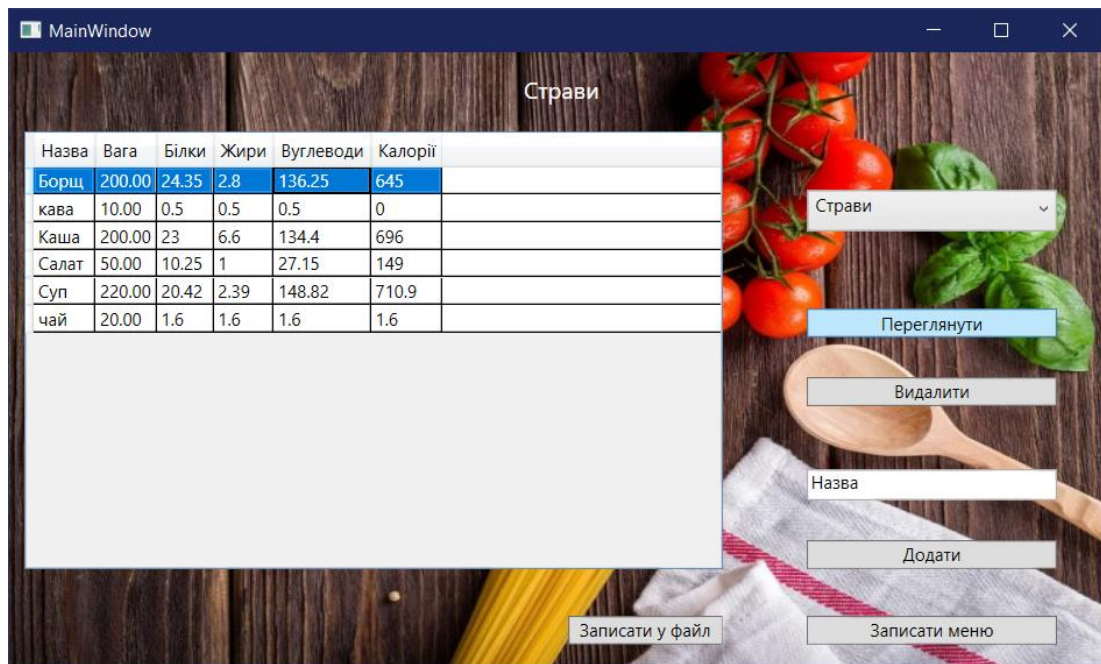 MainWindow
Страви
Назва Вага Білки Жири Вуглеводи Калорії
Борщ 200.00 24.35 2.8 136.25 645
кава 10.00 0.5 0.5 0.5 0
Каша 200.00 23 6.6 134.4 696
Салат 50.00 10.25 1 27.15 149
Суп 220.00 20.42 2.39 148.82 710.9
чай 20.00 1.6 1.6 1.6 1.6
Страви
Переглянути
Видалити
Назва
Додати
Записати у файл
Записати меню